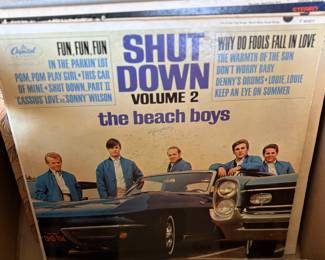 STEREO
Capitol
FUN, FUN, FUN
IN THE PARKIN' LOT
POM, POM PLAY GIRL • THIS CAR
OF MINE • SHUT DOWN, PART II
CASSIUS LOVE vs. SONNY WILSON
SHUT
DOWN
VOLUME 2
the beach boys
WHY DO FOOLS FALL IN LOVE
THE WARMTH OF THE SUN
DON'T WORRY BABY
DENNY'S DRUMS • LOUIE, LOUIE
KEEP AN EYE ON SUMMER